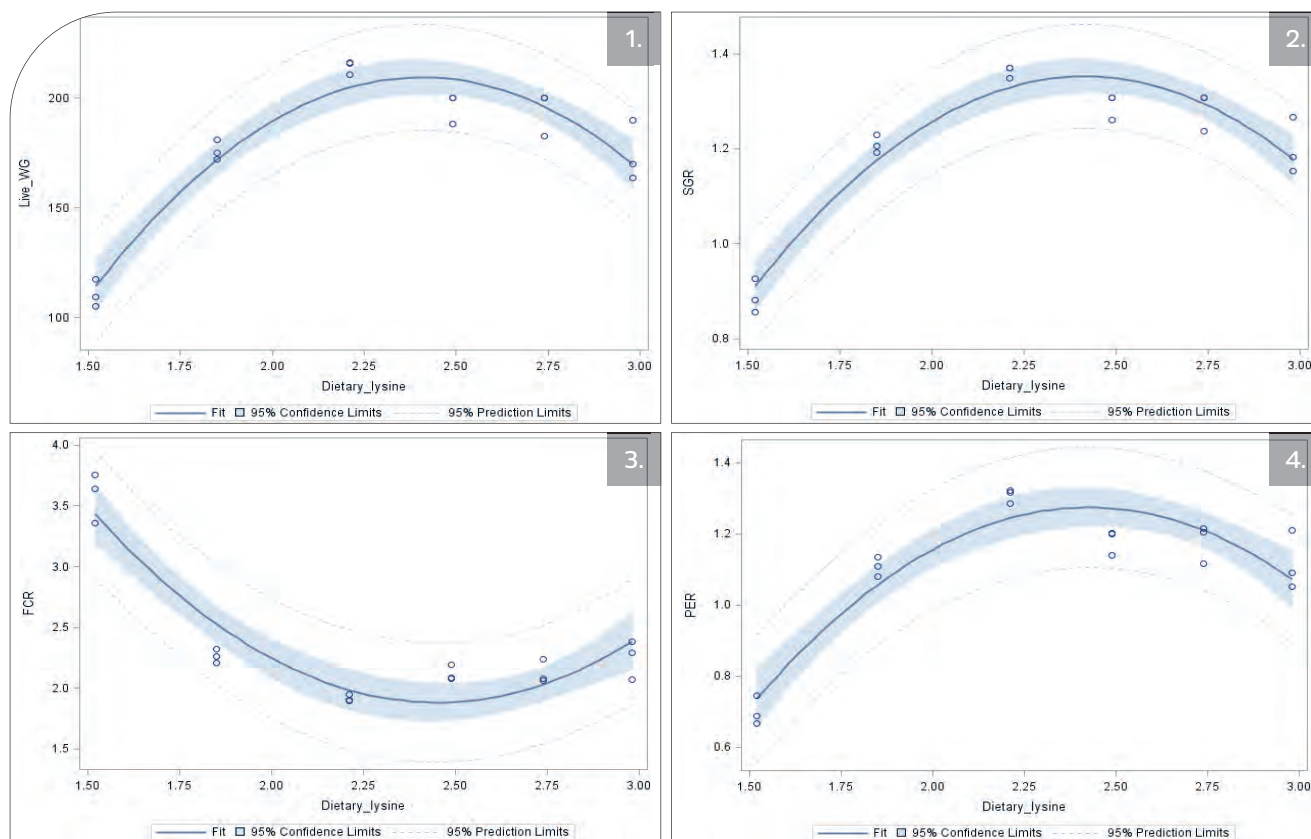 1.
200
150
100
Live_WG
1.50 1.75 2.00 2.25 2.50 2.75 3.00
Dietary_lysine
Fit 95% Confidence Limits 95% Prediction Limits
2.
1.4
1.2
1.0
0.8
SGR
1.50 1.75 2.00 2.25 2.50 2.75 3.00
Dietary_lysine
Fit 95% Confidence Limits 95% Prediction Limits
3.
4.0
3.5
3.0
2.5
2.0
1.5
FCR
1.50 1.75 2.00 2.25 2.50 2.75 3.00
Dietary_lysine
Fit 95% Confidence Limits 95% Prediction Limits
4.
1.4
1.2
1.0
0.8
0.6
PER
1.50 1.75 2.00 2.25 2.50 2.75 3.00
Dietary_lysine
Fit 95% Confidence Limits 95% Prediction Limits